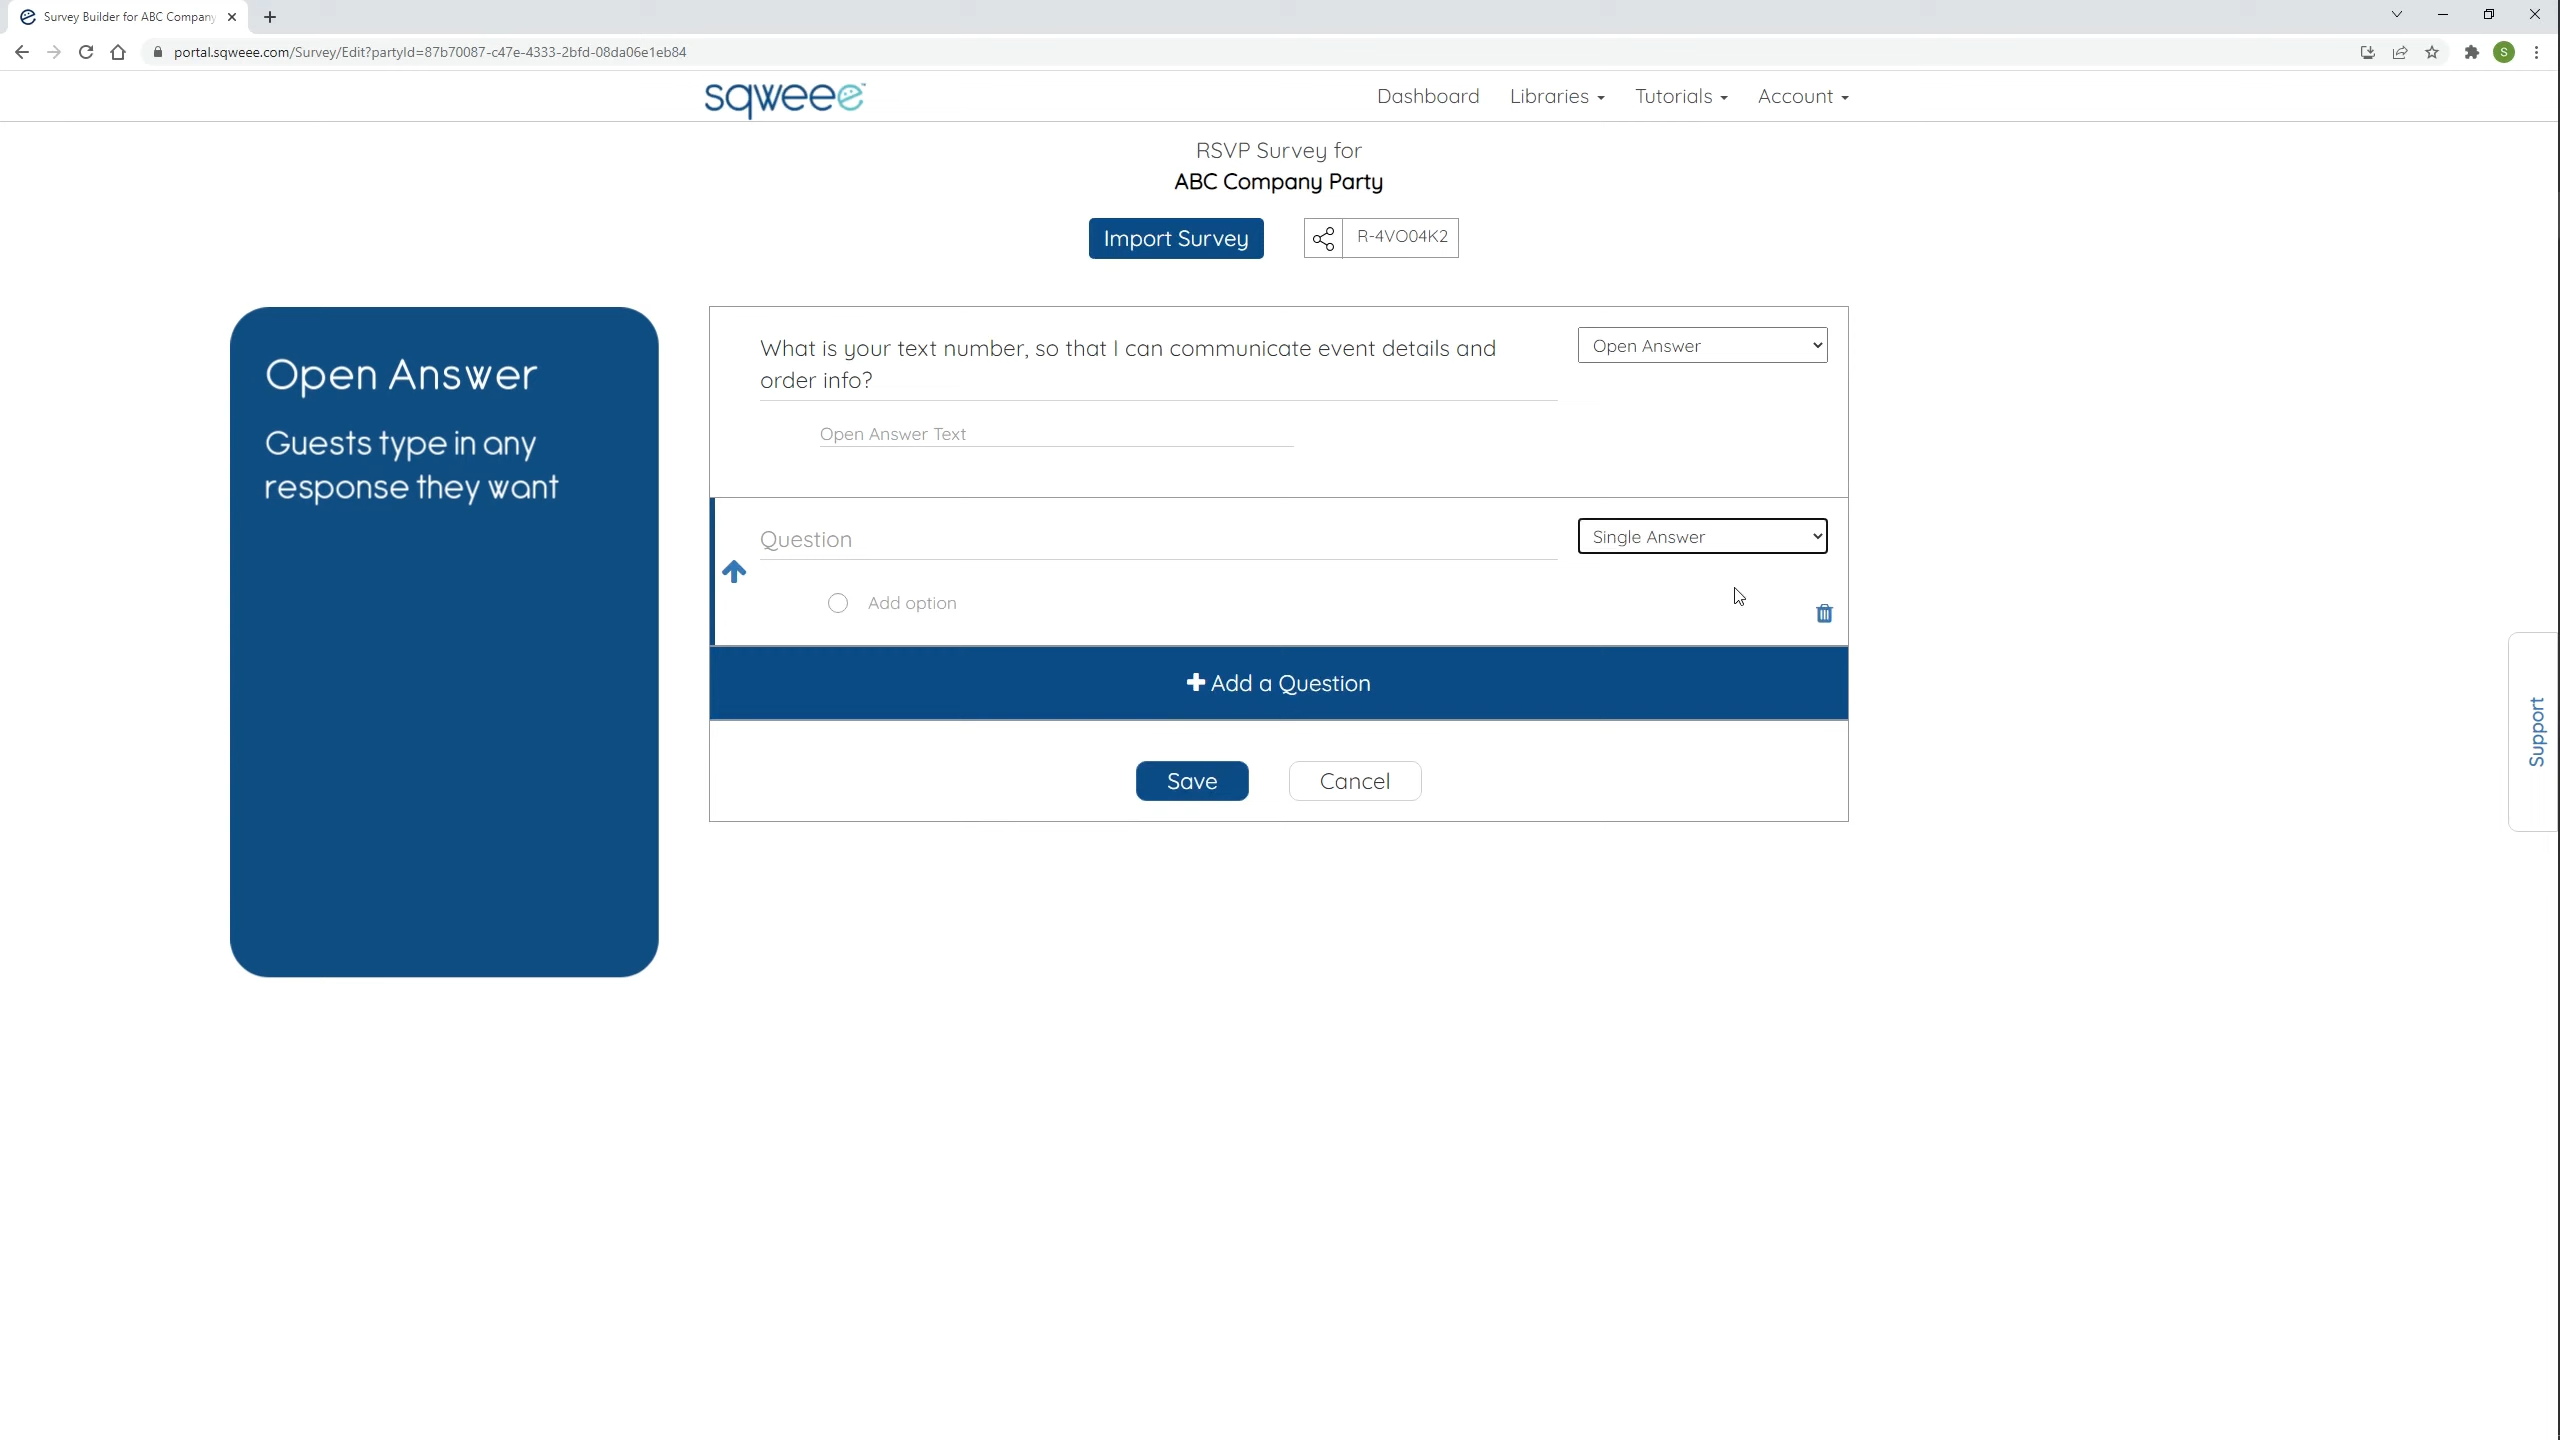 Survey Builder for ABC Company
portal.sqweee.com/Survey/Edit?partyId=87b70087-c47e-4333-2bfd-08da06e1eb84
S
sqweee
Dashboard
Libraries
Tutorials
Account
RSVP Survey for
ABC Company Party
Import Survey
R-4VO04K2
Open Answer
Guests type in any
response they want
What is your text number, so that I can communicate event details and
order info?
Open Answer
Open Answer Text
Question
Single Answer
Add option
Add a Question
Save
Cancel
Support